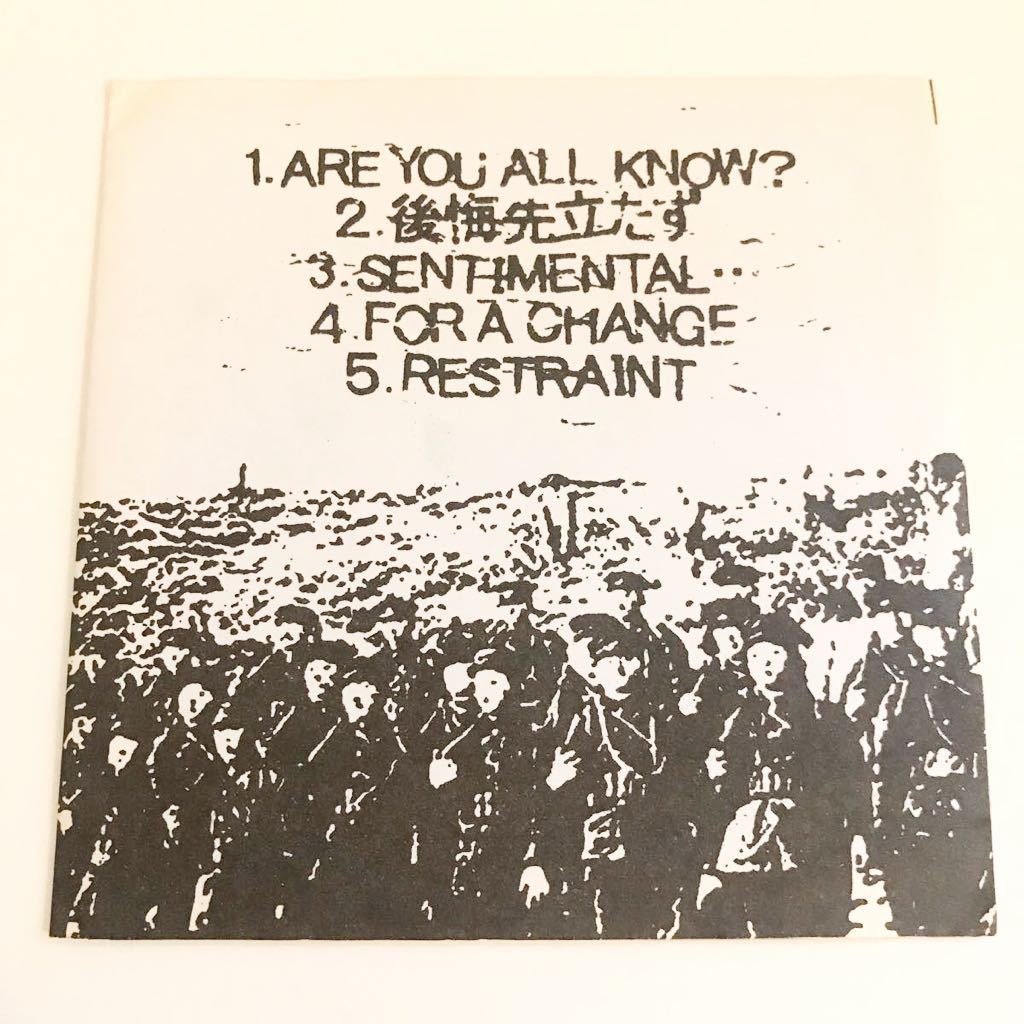 1. ARE YOU ALL KNOW?
2. 後悔先立たず
3. SENTIMENTAL··
4. FOR A CHANGE
5. RESTRAINT